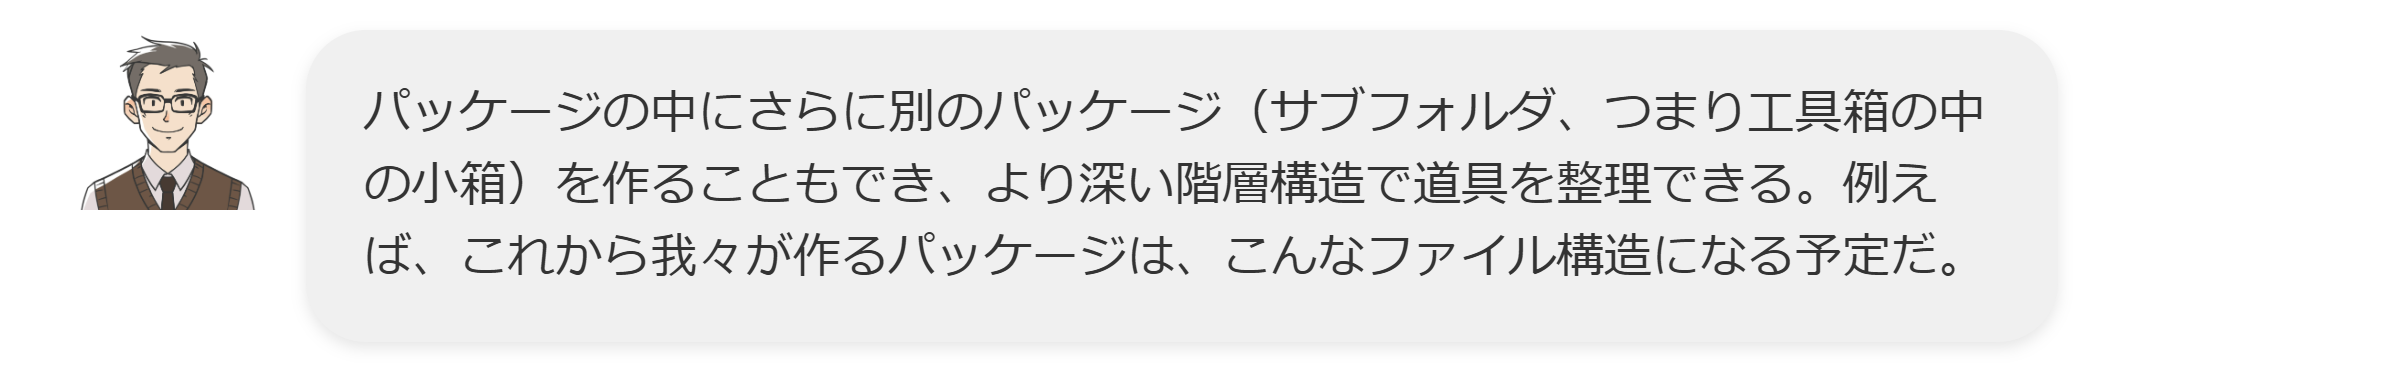 パッケージの中にさらに別のパッケージ（サブフォルダ、つまり工具箱の中
の小箱）を作ることもでき、より深い階層構造で道具を整理できる。例え
ば、これから我々が作るパッケージは、こんなファイル構造になる予定だ。